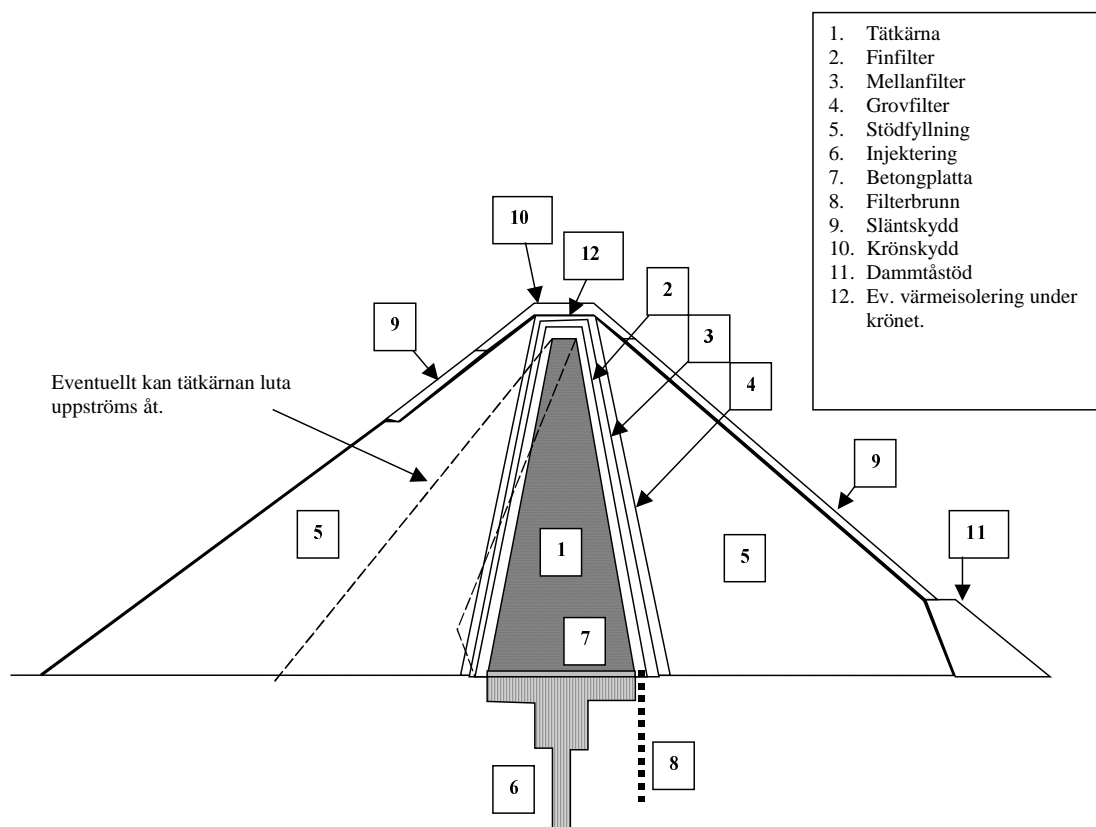 1. Tätkärna
2. Finfilter
3. Mellanfilter
4. Grovfilter
5. Stödfyllning
6. Injektering
7. Betongplatta
8. Filterbrunn
9. Släntskydd
10. Krönskydd
11. Dammtåstöd
12. Ev. värmeisolering under
krönet.
10
12
2
9
3
4
Eventuellt kan tätkärnan luta
uppströms åt.
9
5
1
5
11
7
6
8